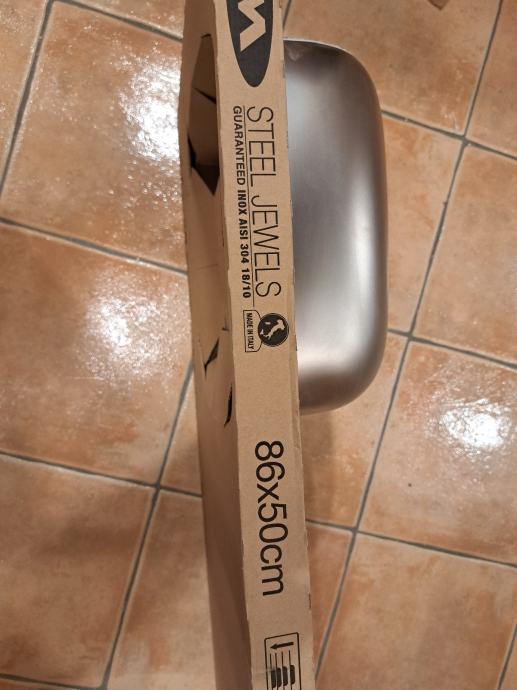 STEEL JEWELS
GUARANTEED INOX AISI 304 18/10
MADE IN ITALY
86x50cm